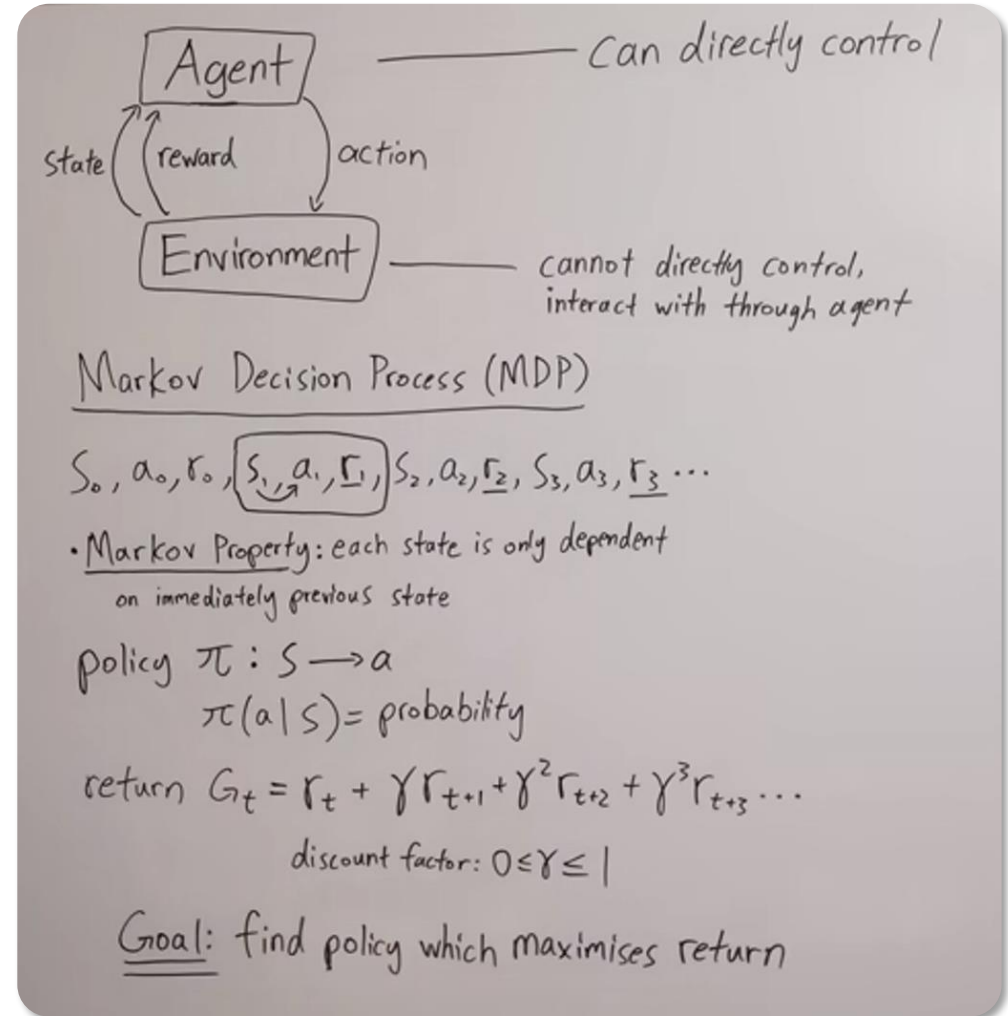 Agent
Can directly control
state
reward
action
Environment
cannot directly control,
interact with through agent
Markov Decision Process (MDP)
S₀, a₀, r₀, S₁, a₁, r₁, S₂, a₂, r₂, S₃, a₃, r₃ ...
• Markov Property: each state is only dependent
on immediately previous state
policy π : S → a
π(a | S) = probability
return Gₜ = rₜ + γrₜ₊₁ + γ²rₜ₊₂ + γ³rₜ₊₃ ...
discount factor: 0 ≤ γ ≤ 1
Goal: find policy which maximises return